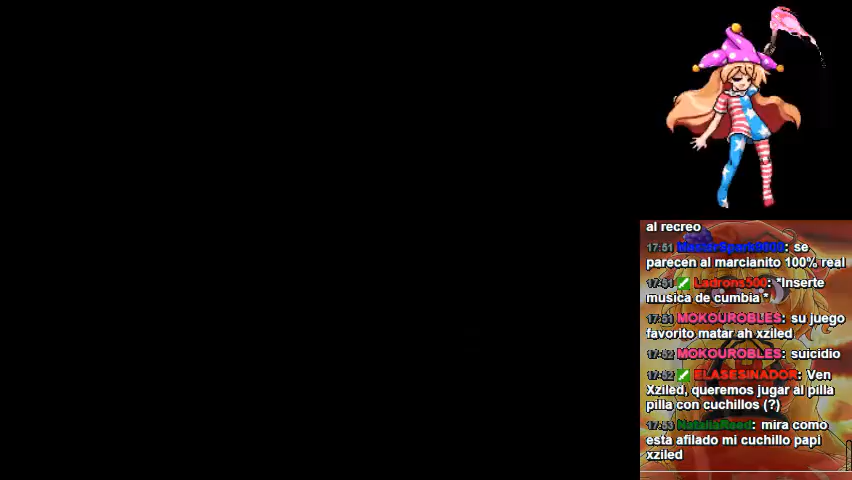 al recreo
17:51 MasterSpark9000: se
parecen al marcianito 100% real
17:51 Ladrons500: *Inserte
musica de cumbia *
17:51 MOKOUROBLES: su juego
favorito matar ah xziled
17:52 MOKOUROBLES: suicidio
17:52 ELASESINADOR: Ven
Xziled, queremos jugar al pilla
pilla con cuchillos (?)
17:53 NataliaReed: mira como
esta afilado mi cuchillo papi
xziled